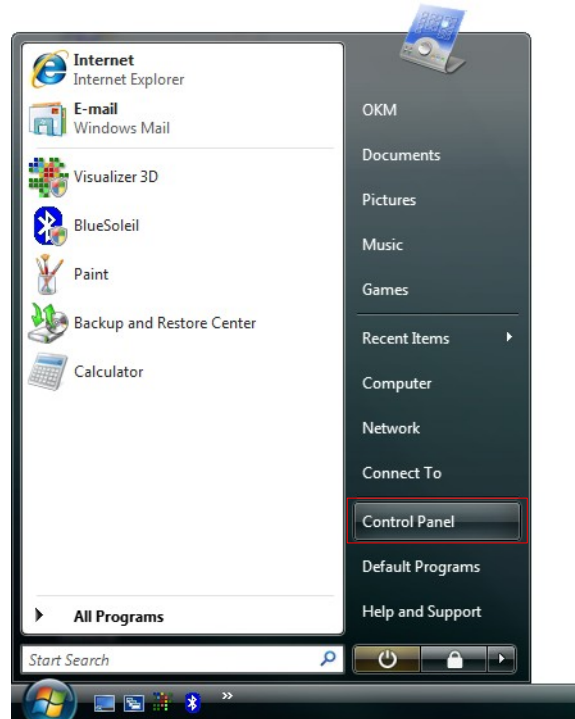 Internet
Internet Explorer
E-mail
Windows Mail
Visualizer 3D
BlueSoleil
Paint
Backup and Restore Center
Calculator
All Programs
Start Search
OKM
Documents
Pictures
Music
Games
Recent Items
Computer
Network
Connect To
Control Panel
Default Programs
Help and Support
»